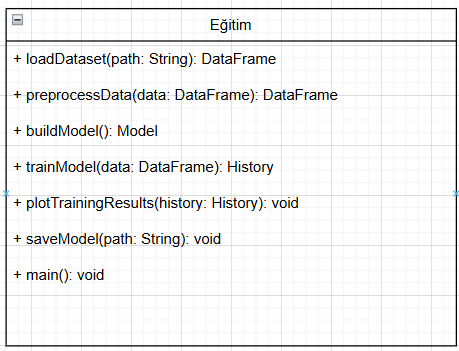 Eğitim
+ loadDataset(path: String): DataFrame
+ preprocessData(data: DataFrame): DataFrame
+ buildModel(): Model
+ trainModel(data: DataFrame): History
+ plotTrainingResults(history: History): void
+ saveModel(path: String): void
+ main(): void